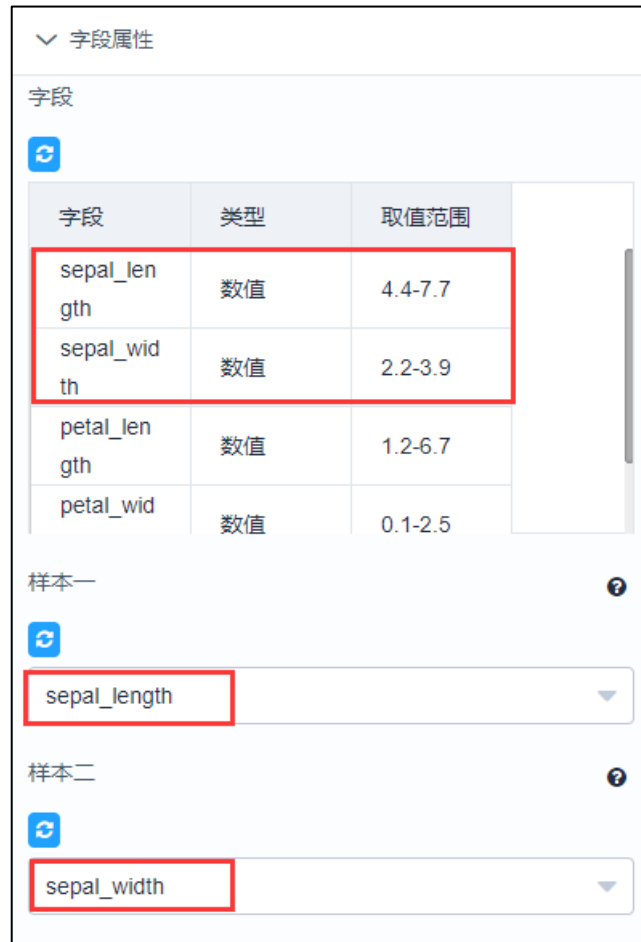 字段属性
字段
字段 类型 取值范围
sepal_len
gth
数值 4.4-7.7
sepal_wid
th
数值 2.2-3.9
petal_len
gth
数值 1.2-6.7
petal_wid
数值 0.1-2.5
样本一
sepal_length
样本二
sepal_width